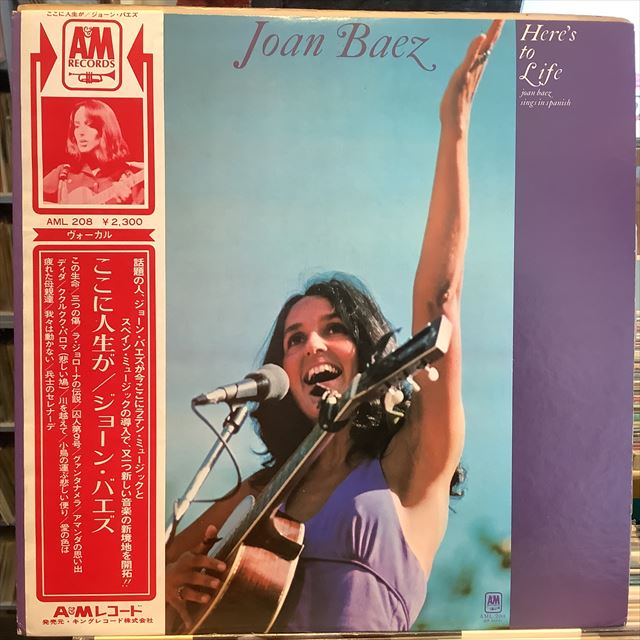 ここに人生が／ジョーン・バエズ
A&M
RECORDS
AML 208 ￥2,300
ヴォーカル
話題の人、ジョーン・バエズが今ここにラテン・ミュージックと
スペイン・ミュージックの導入で、又一つ新しい音楽の新境地を開拓!!
ここに人生が／ジョーン・バエズ
この生命／三つの傷／ラ・ジョローナの伝説／囚人第9号／グァンタナメラ／アマンダの思い出
ディダ／ククルクク・パロマ（悲しい鳩）／川を越えて／小鳥の運ぶ悲しい便り／愛の色は
疲れた母親達／我々は動かない／兵士のセレナーデ
A&Mレコード
発売元・キングレコード株式会社
Joan Baez
Here's
to
Life
joan baez
sings in spanish
A&M
RECORDS
AML 208